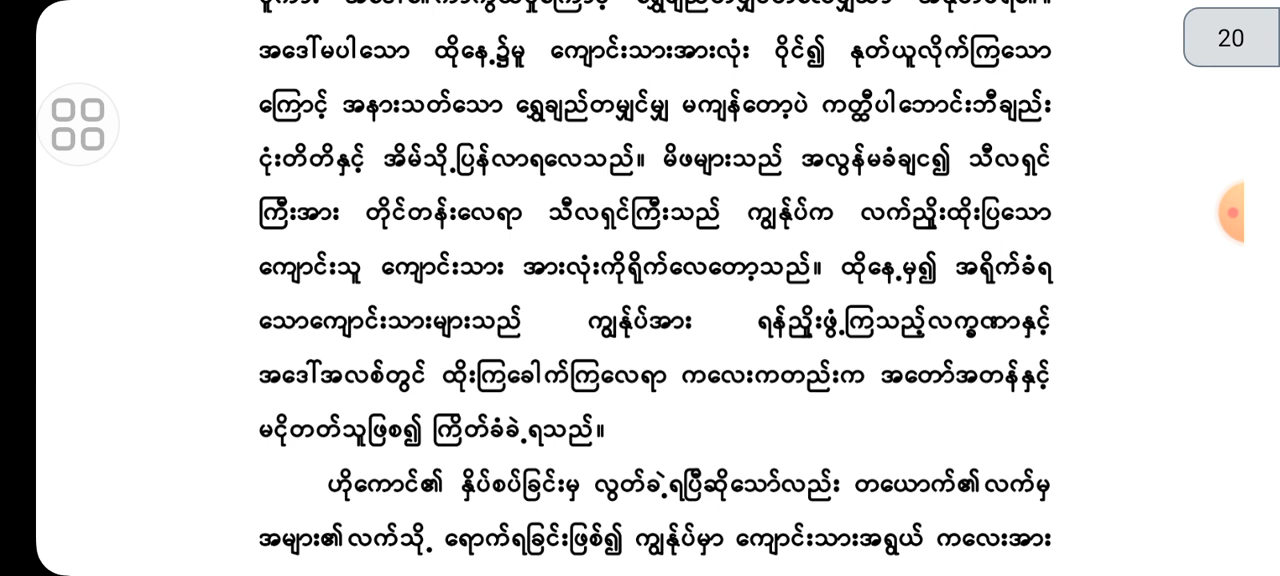 20
အဒေါ်မပါသော ထိုနေ့၌မူ ကျောင်းသားအားလုံး ဝိုင်၍ နုတ်ယူလိုက်ကြသော
ကြောင့် အနားသတ်သော ရွှေချည်တမျှင်မျှ မကျန်တော့ပဲ ကတ္ထီပါဘောင်းဘီချည်း
ငုံးတိတိနှင့် အိမ်သို့ပြန်လာရလေသည်။ မိဖများသည် အလွန်မခံချင၍ သီလရှင်
ကြီးအား တိုင်တန်းလေရာ သီလရှင်ကြီးသည် ကျွန်ုပ်က လက်ညှိုးထိုးပြသော
ကျောင်းသူ ကျောင်းသား အားလုံးကိုရိုက်လေတော့သည်။ ထိုနေ့မှ၍ အရိုက်ခံရ
သောကျောင်းသားများသည် ကျွန်ုပ်အား ရန်ညှိုးဖွဲ့ကြသည့်လက္ခဏာနှင့်
အဒေါ်အလစ်တွင် ထိုးကြခေါက်ကြလေရာ ကလေးကတည်းက အတော်အတန်နှင့်
မငိုတတ်သူဖြစ၍ ကြိတ်ခံခဲ့ရသည်။
ဟိုကောင်၏ နှိပ်စပ်ခြင်းမှ လွတ်ခဲ့ရပြီဆိုသော်လည်း တယောက်၏လက်မှ
အများ၏လက်သို့ ရောက်ရခြင်းဖြစ်၍ ကျွန်ုပ်မှာ ကျောင်းသားအရွယ် ကလေးအား